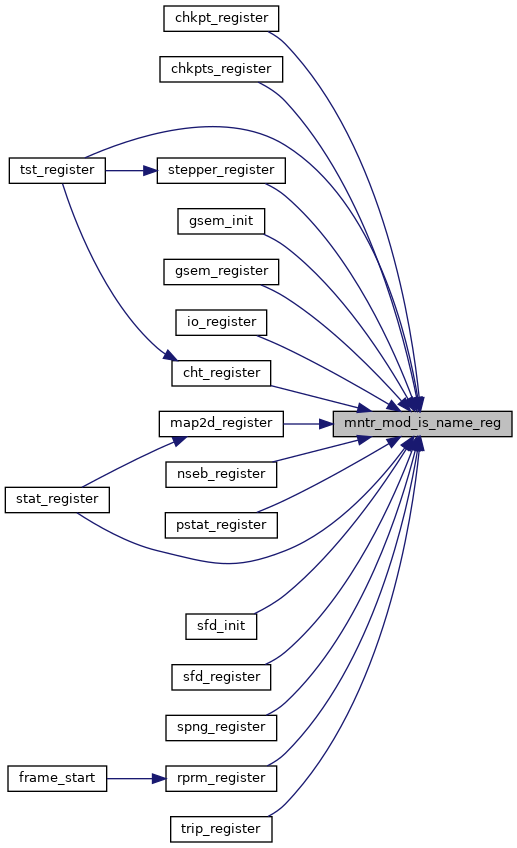 chkpt_register
chkpts_register
tst_register
stepper_register
gsem_init
gsem_register
io_register
cht_register
map2d_register
mntr_mod_is_name_reg
nseb_register
stat_register
pstat_register
sfd_init
sfd_register
spng_register
frame_start
rprm_register
trip_register